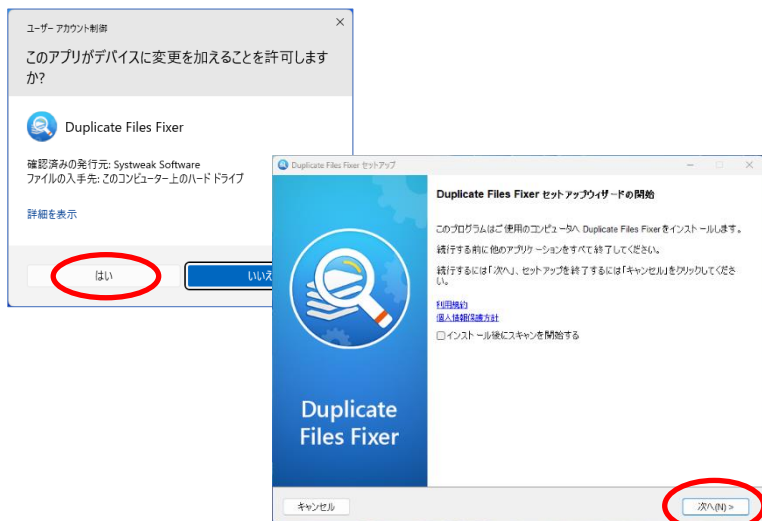 ユーザー アカウント制御
このアプリがデバイスに変更を加えることを許可します
か?
Duplicate Files Fixer
確認済みの発行元: Systweak Software
ファイルの入手先: このコンピューター上のハード ドライブ
詳細を表示
はい
いいえ
Duplicate Files Fixer セットアップ
Duplicate Files Fixer セットアップウィザードの開始
このプログラムはご使用のコンピュータへ Duplicate Files Fixer をインストールします。
続行する前に他のアプリケーションをすべて終了してください。
続行するには「次へ」、セットアップを終了するには「キャンセル」をクリックしてくださ
い。
利用規約
個人情報保護方針
インストール後にスキャンを開始する
Duplicate
Files Fixer
キャンセル
次へ(N) >